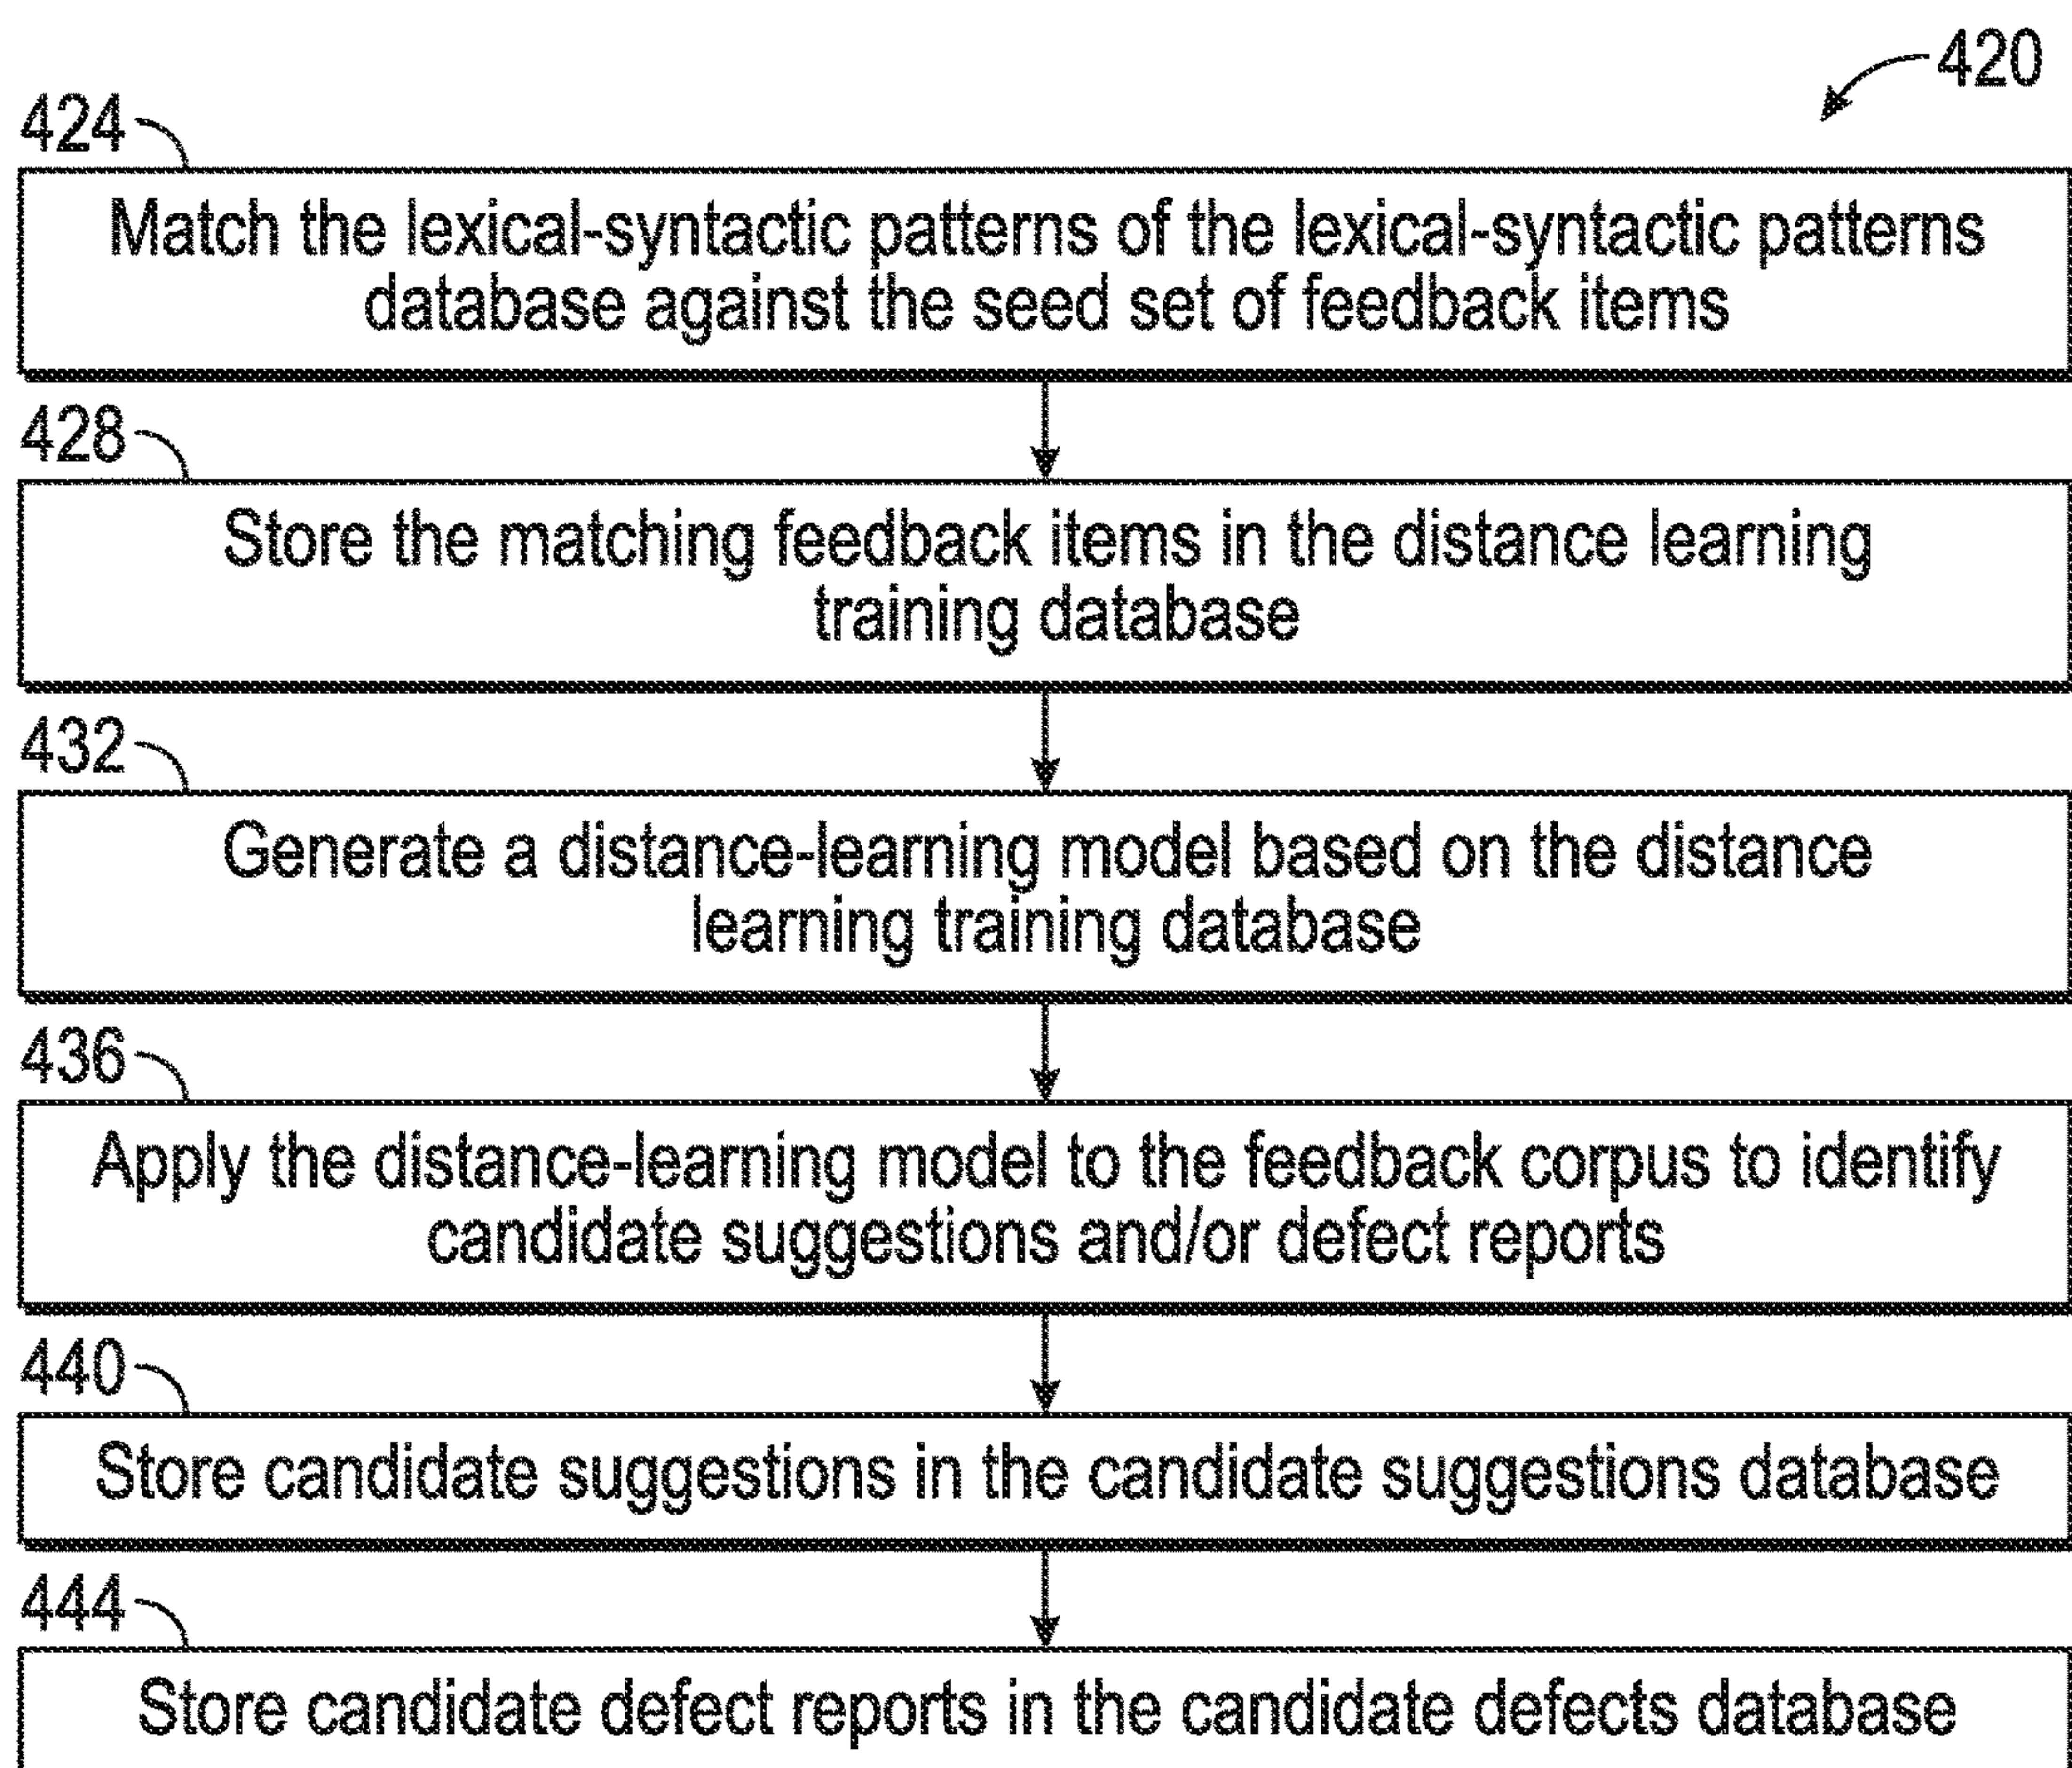 420
424
Match the lexical-syntactic patterns of the lexical-syntactic patterns
database against the seed set of feedback items
428
Store the matching feedback items in the distance learning
training database
432
Generate a distance-learning model based on the distance
learning training database
436
Apply the distance-learning model to the feedback corpus to identify
candidate suggestions and/or defect reports
440
Store candidate suggestions in the candidate suggestions database
444
Store candidate defect reports in the candidate defects database